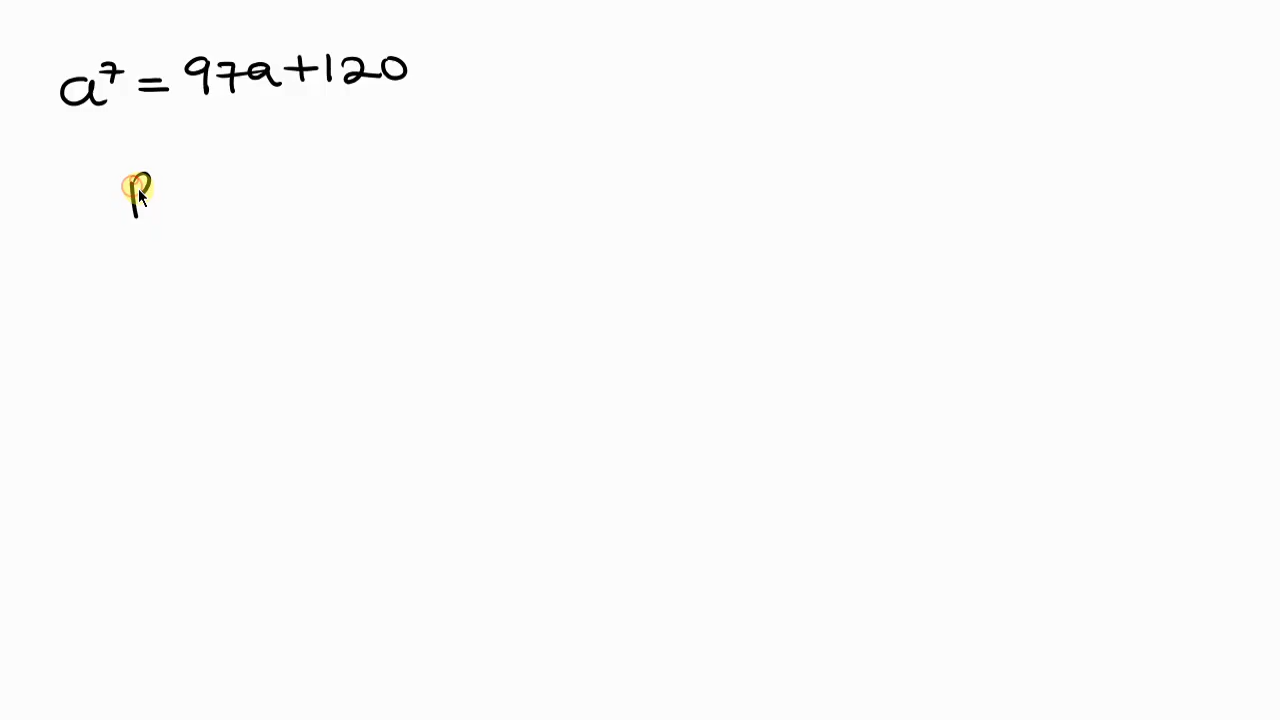 a⁷ = 97a+120
P